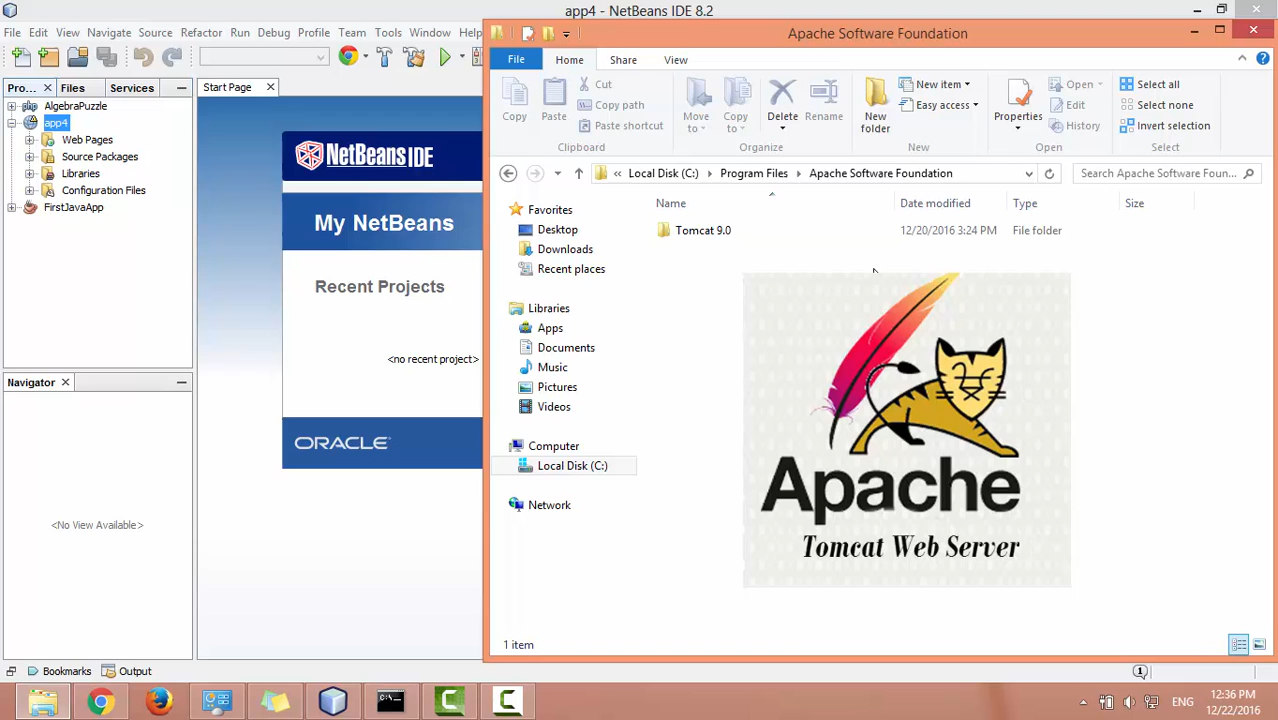 app4 - NetBeans IDE 8.2
File Edit View Navigate Source Refactor Run Debug Profile Team Tools Window Help
Pro... Files Services
Start Page
AlgebraPuzzle
app4
Web Pages
Source Packages
Libraries
Configuration Files
FirstJavaApp
NetBeans IDE
My NetBeans
Recent Projects
<no recent project>
ORACLE
Navigator
<No View Available>
Bookmarks Output
Apache Software Foundation
File Home Share View
Copy
Paste
Cut
Copy path
Paste shortcut
Clipboard
Move to
Copy to
Delete
Rename
Organize
New folder
New item
Easy access
New
Properties
Open
Edit
History
Open
Select all
Select none
Invert selection
Select
« Local Disk (C:) Program Files Apache Software Foundation
Search Apache Software Foun...
Name Date modified Type Size
Tomcat 9.0 12/20/2016 3:24 PM File folder
Favorites
Desktop
Downloads
Recent places
Libraries
Apps
Documents
Music
Pictures
Videos
Computer
Local Disk (C:)
Network
Apache
Tomcat Web Server
1 item
1
ENG
12:36 PM
12/22/2016